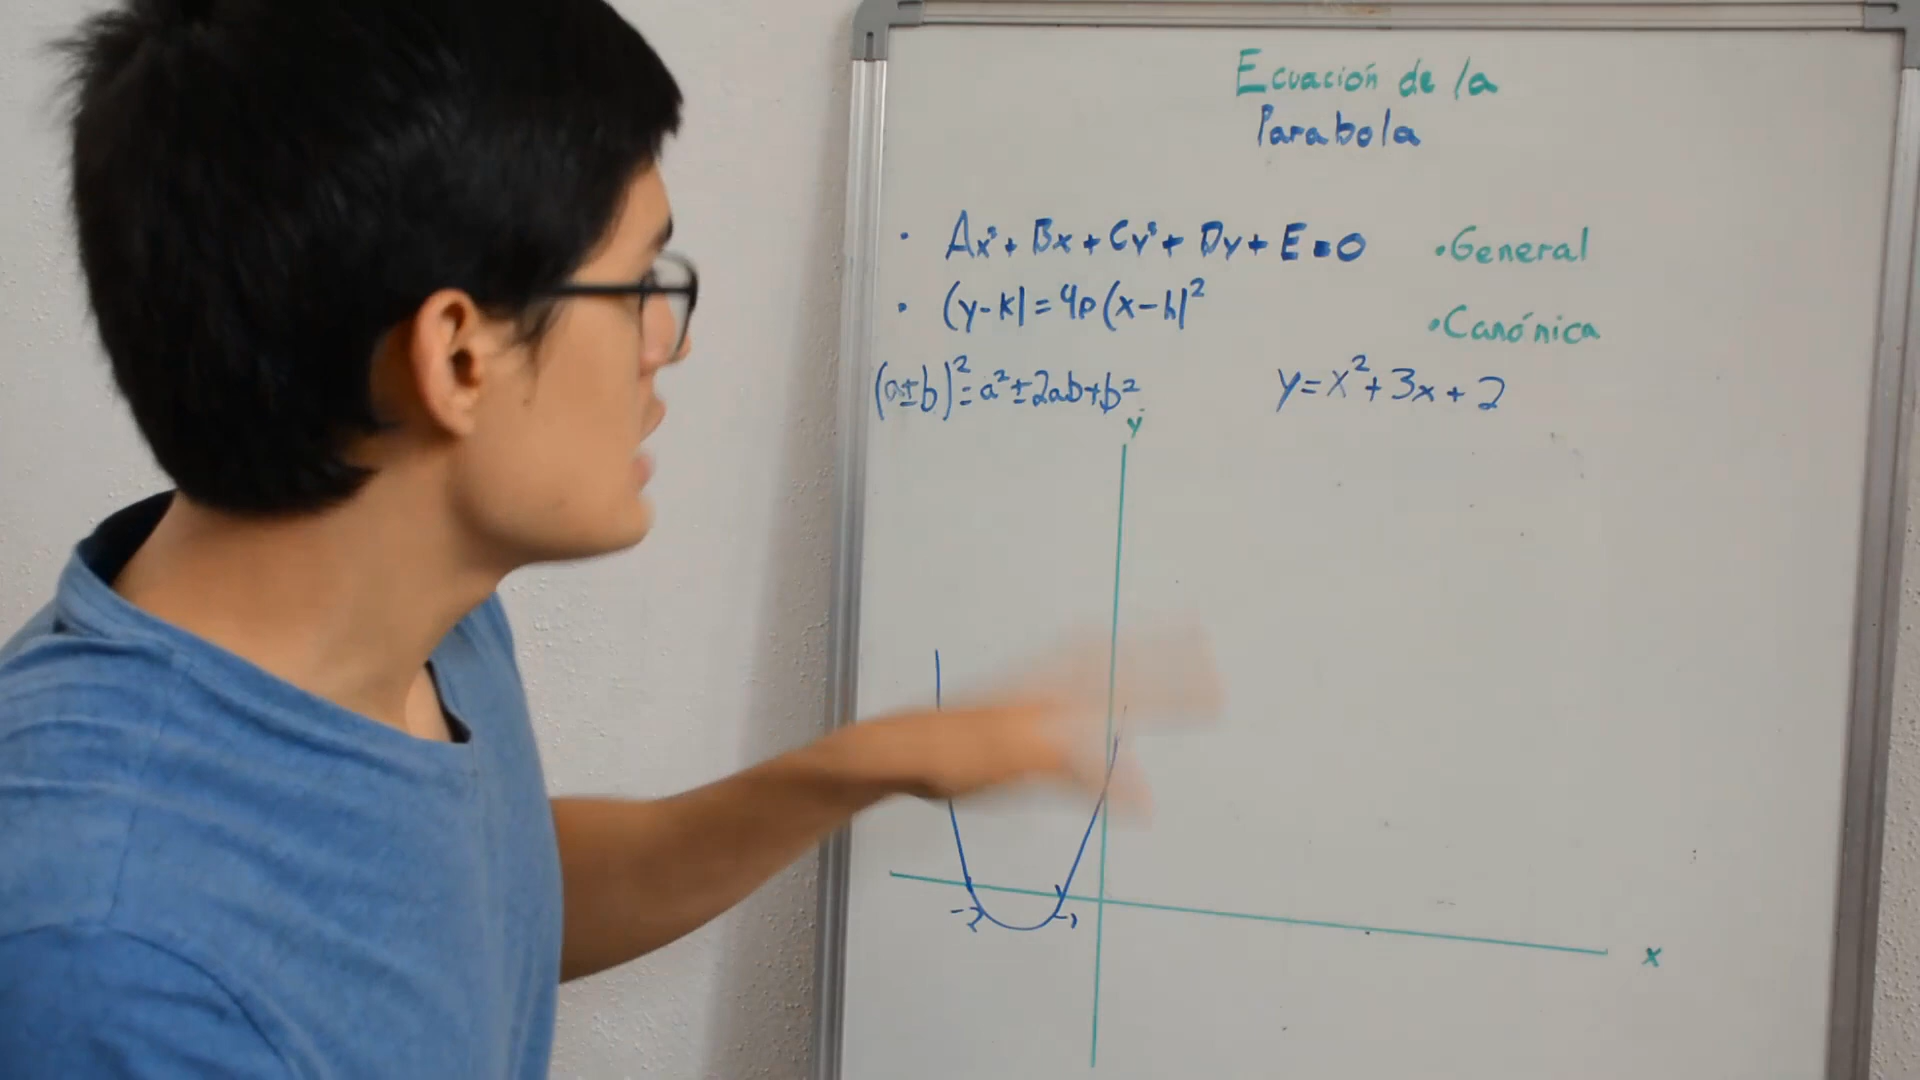 Ecuación de la
Parabola
• Ax² + Bx + Cy² + Dy + E = 0 • General
• (y-k) = 4p(x-h)² • Canónica
(a±b)² = a² ± 2ab + b² y = x² + 3x + 2
y
-2 -1
x